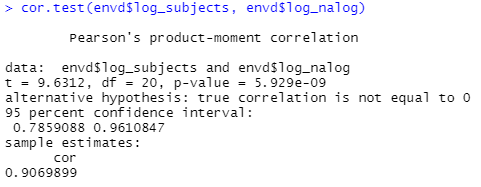 > cor.test(envd$log_subjects, envd$log_nalog)
Pearson's product-moment correlation
data:  envd$log_subjects and envd$log_nalog
t = 9.6312, df = 20, p-value = 5.929e-09
alternative hypothesis: true correlation is not equal to 0
95 percent confidence interval:
0.7859088 0.9610847
sample estimates:
cor
0.9069899